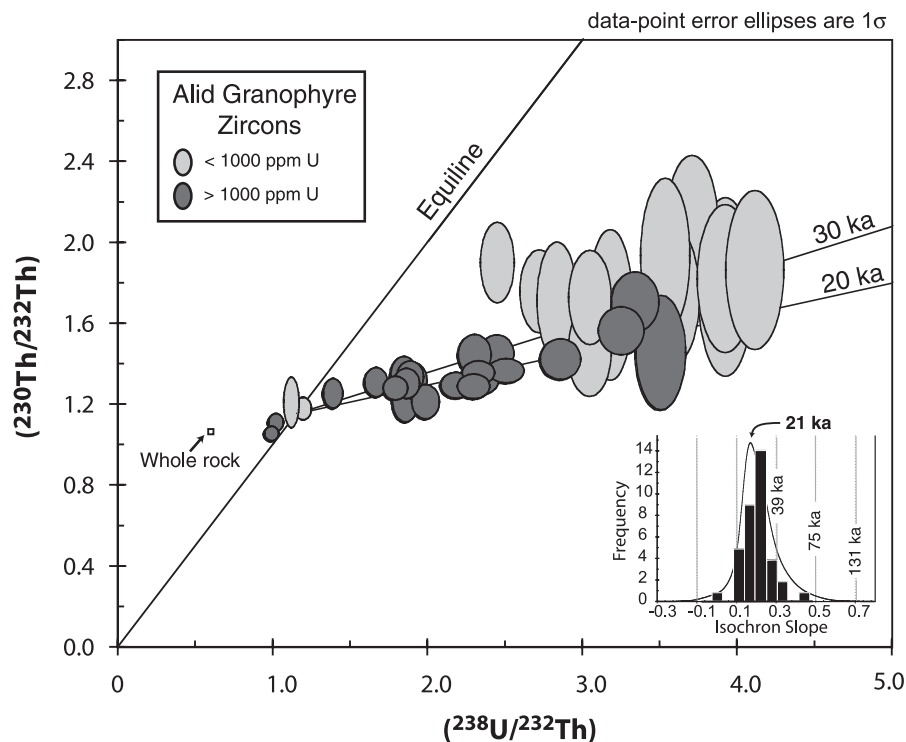 data-point error ellipses are 1σ
Alid Granophyre
Zircons
< 1000 ppm U
> 1000 ppm U
Equiline
30 ka
20 ka
Whole rock
2.8
2.4
2.0
1.6
1.2
0.8
0.4
0.0
(²³⁰Th/²³²Th)
0
1.0
2.0
3.0
4.0
5.0
(²³⁸U/²³²Th)
21 ka
14
12
10
8
6
4
2
0
Frequency
39 ka
75 ka
131 ka
-0.3
-0.1
0.1
0.3
0.5
0.7
Isochron Slope